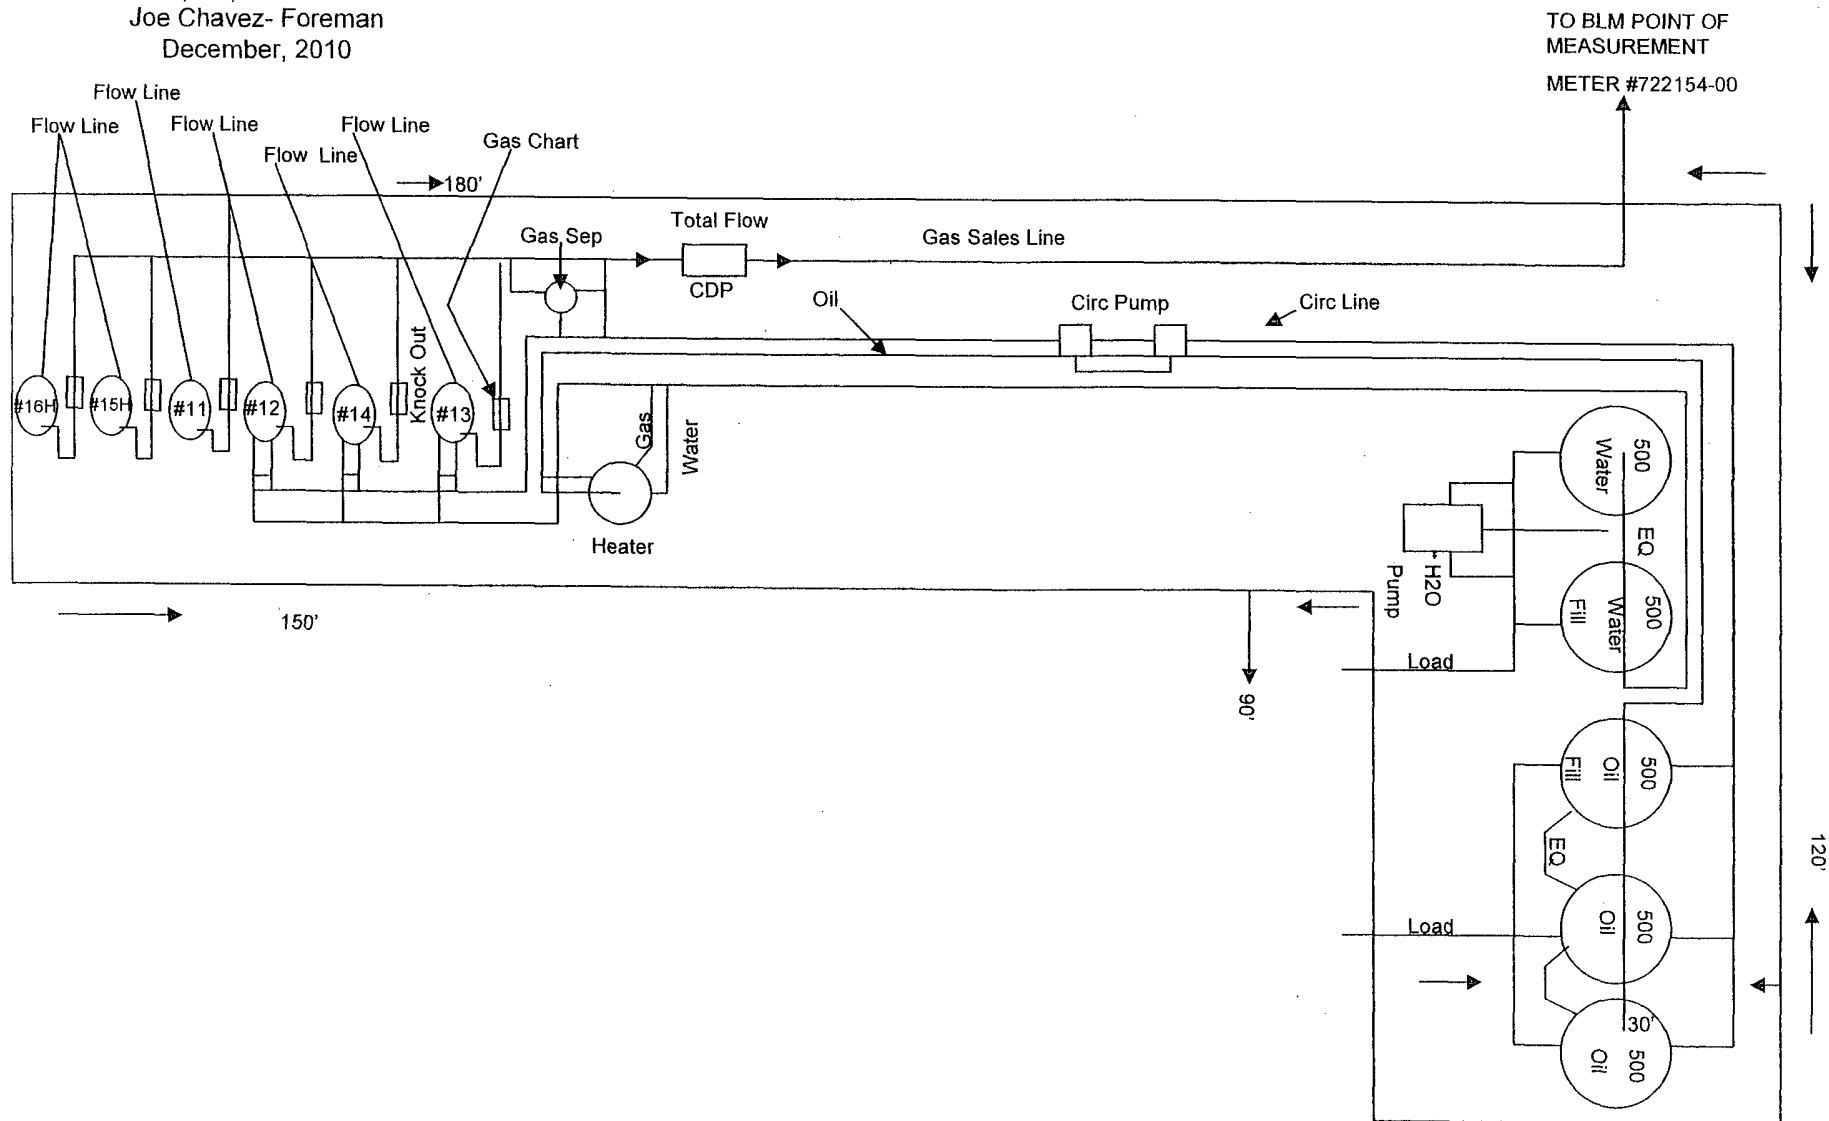 Joe Chavez- Foreman
December, 2010
TO BLM POINT OF
MEASUREMENT
METER #722154-00
Flow Line
Flow Line
Flow Line
Flow Line
Flow Line
Gas Chart
180'
Gas Sep
Total Flow
CDP
Gas Sales Line
Oil
Circ Pump
Circ Line
Knock Out
#16H
#15H
#11
#12
#14
#13
Gas
Water
Heater
500
Water
EQ
H2O
Pump
500
Water
Fill
150'
Load
90'
500
Oil
Fill
EQ
120'
500
Oil
Load
30'
500
Oil